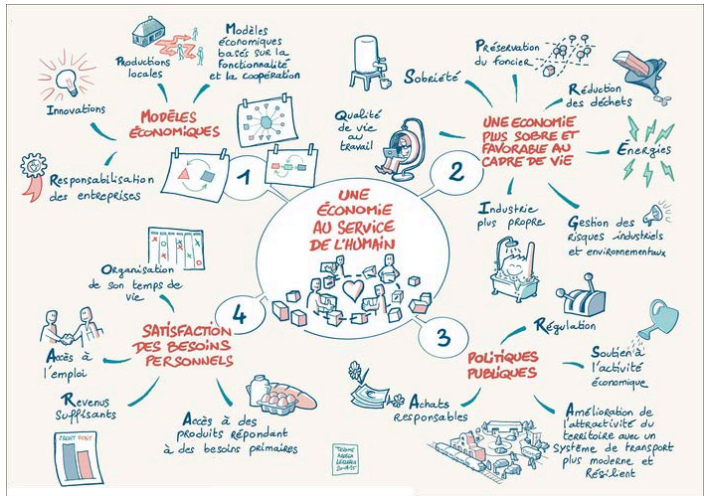 UNE
ÉCONOMIE
AU SERVICE
DE L'HUMAIN
1
MODÈLES
ÉCONOMIQUES
Responsabilisation
des entreprises
Innovations
Productions
locales
Modèles
économiques
basés sur la
fonctionnalité
et la coopération
2
UNE ECONOMIE
PLUS SOBRE ET
FAVORABLE AU
CADRE DE VIE
Qualité
de vie au
travail
Sobriété
Préservation
du foncier
Réduction
des déchets
Énergies
Gestion des
risques industriels
et environnementaux
Industrie
plus propre
3
POLITIQUES
PUBLIQUES
Régulation
Soutien à
l'activité
économique
Amélioration de
l'attractivité du
territoire avec un
Système de transport
plus moderne et
Résilient
Achats
Responsables
4
SATISFACTION
DES BESOINS
PERSONNELS
Organisation
de son temps de
vie
Accès à
l'emploi
Revenus
Suffisants
Accès à des
produits répondant
à des besoins primaires